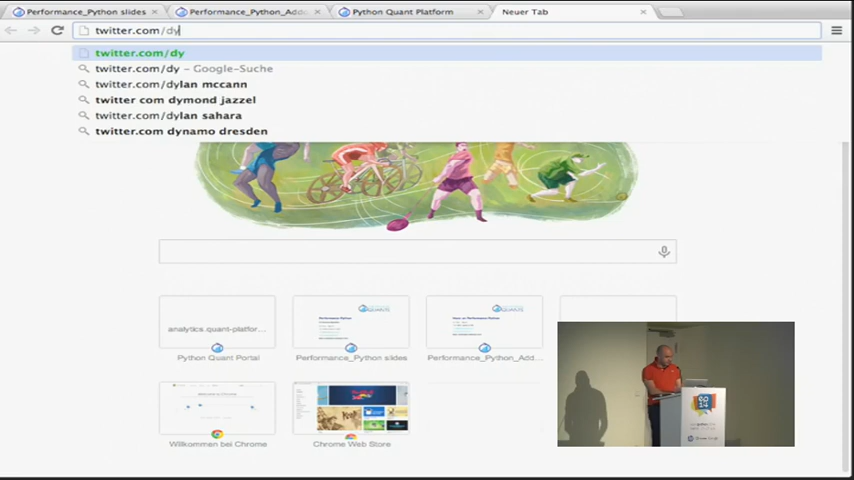 Performance_Python slides
Performance_Python_Add
Python Quant Platform
Neuer Tab
twitter.com/dy
twitter.com/dy
twitter.com/dy – Google-Suche
twitter.com/dylan mccann
twitter com dymond jazzel
twitter.com/dylan sahara
twitter.com dynamo dresden
analytics.quant-platfor...
Python Quant Portal
Performance_Python slides
Performance_Python_Add...
Willkommen bei Chrome
Chrome Web Store